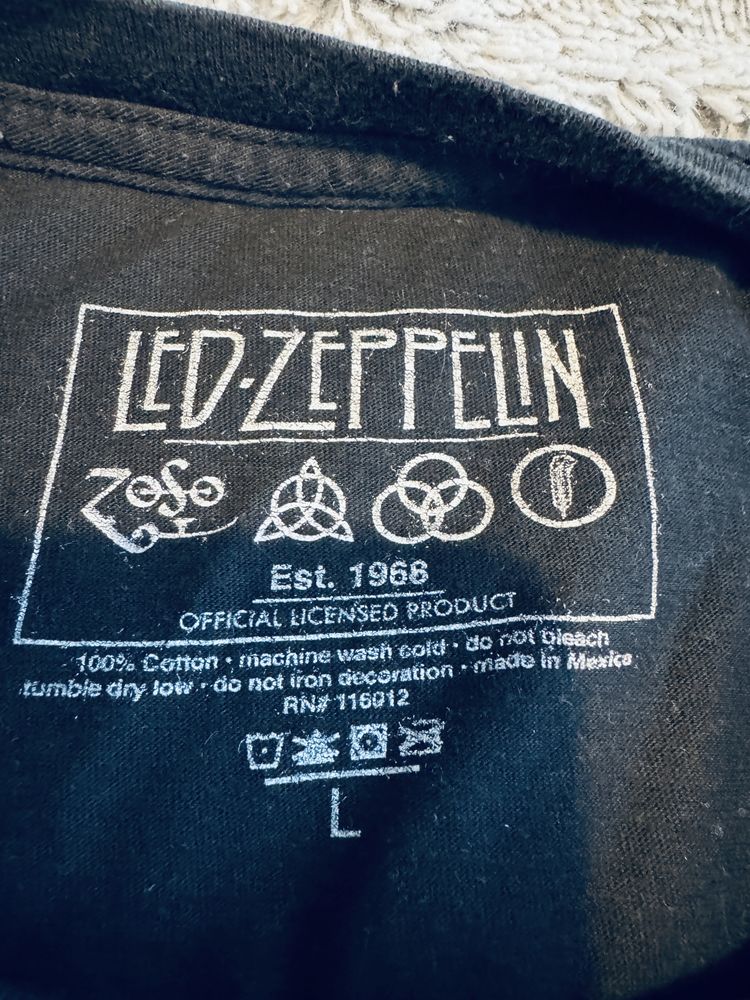 LED·ZEPPELIN
ZOSO
Est. 1968
OFFICIAL LICENSED PRODUCT
100% Cotton · machine wash cold · do not bleach
tumble dry low · do not iron decoration · made in Mexico
RN# 116012
L